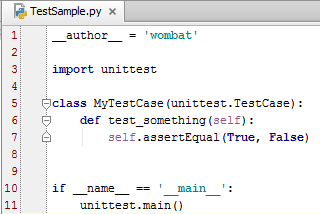 TestSample.py
1 __author__ = 'wombat'
2
3 import unittest
4
5 class MyTestCase(unittest.TestCase):
6     def test_something(self):
7         self.assertEqual(True, False)
8
9
10 if __name__ == '__main__':
11     unittest.main()